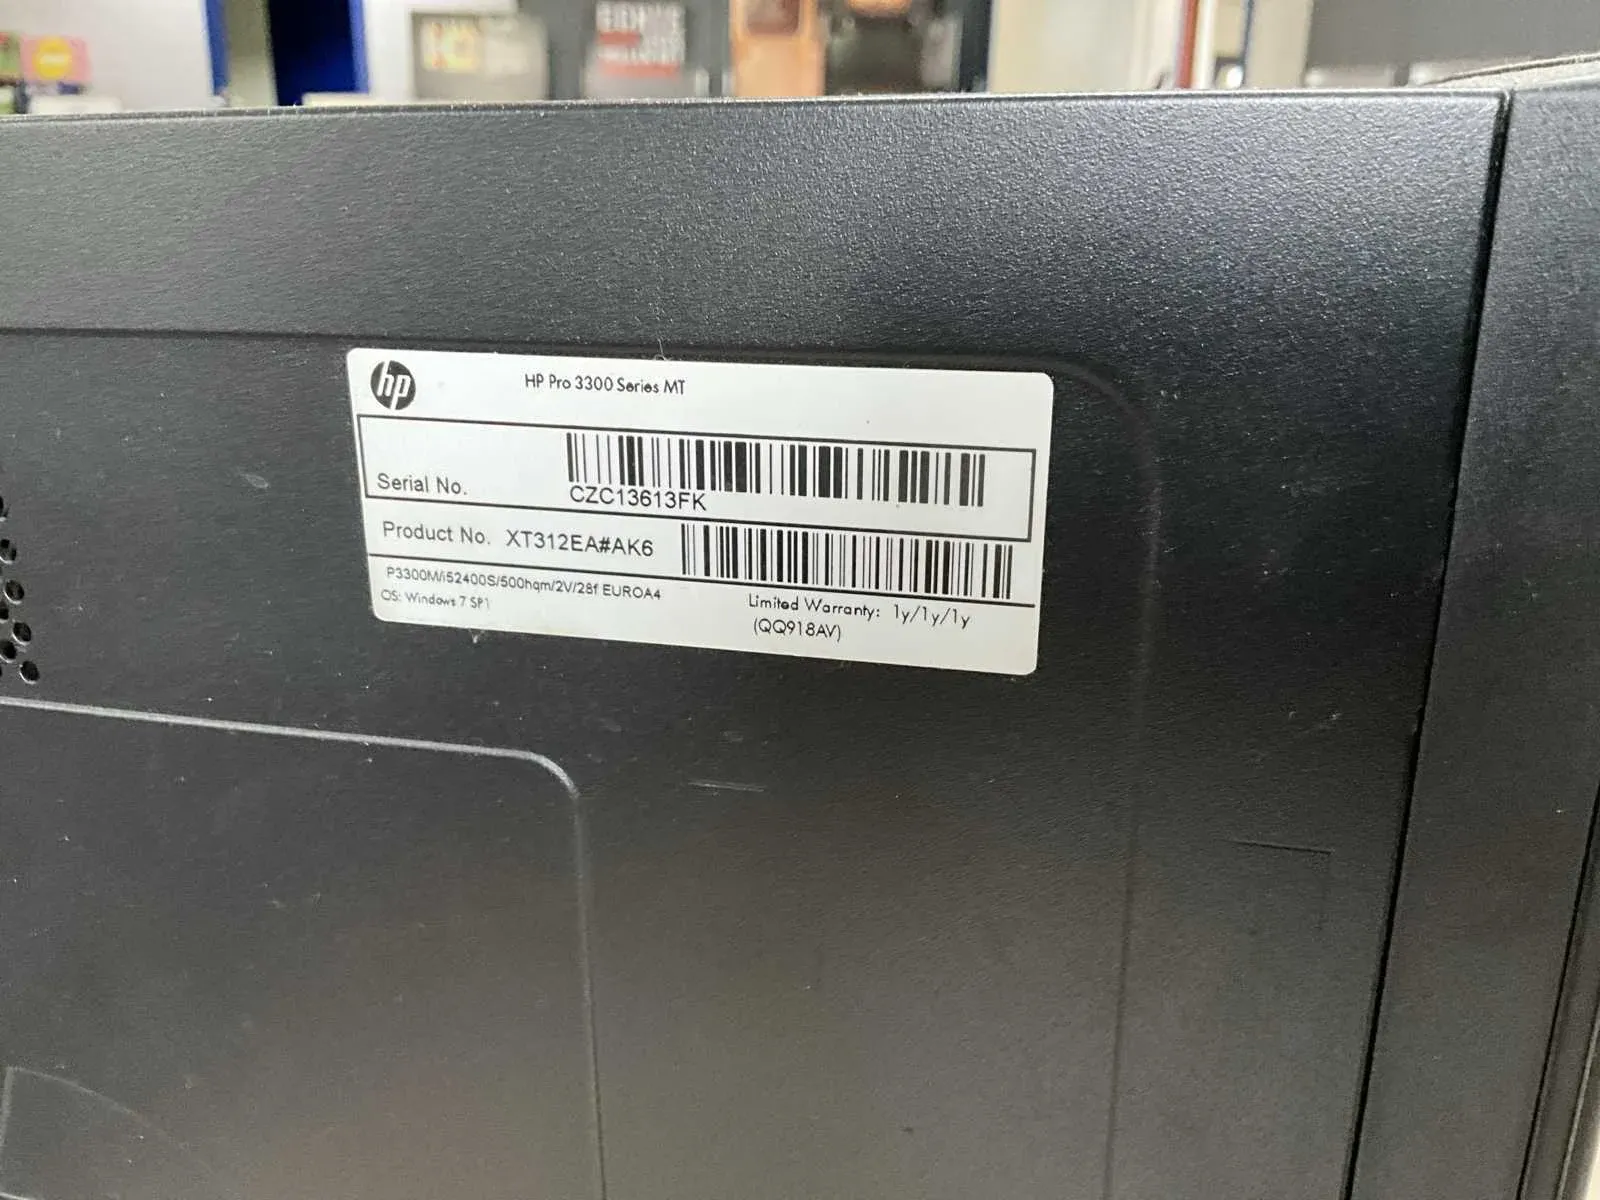 hp
HP Pro 3300 Series MT
Serial No.
CZC13613FK
Product No. XT312EA#AK6
P3300M/i52400S/500hqm/2V/28f EUROA4
OS: Windows 7 SP1
Limited Warranty: 1y/1y/1y
(QQ918AV)